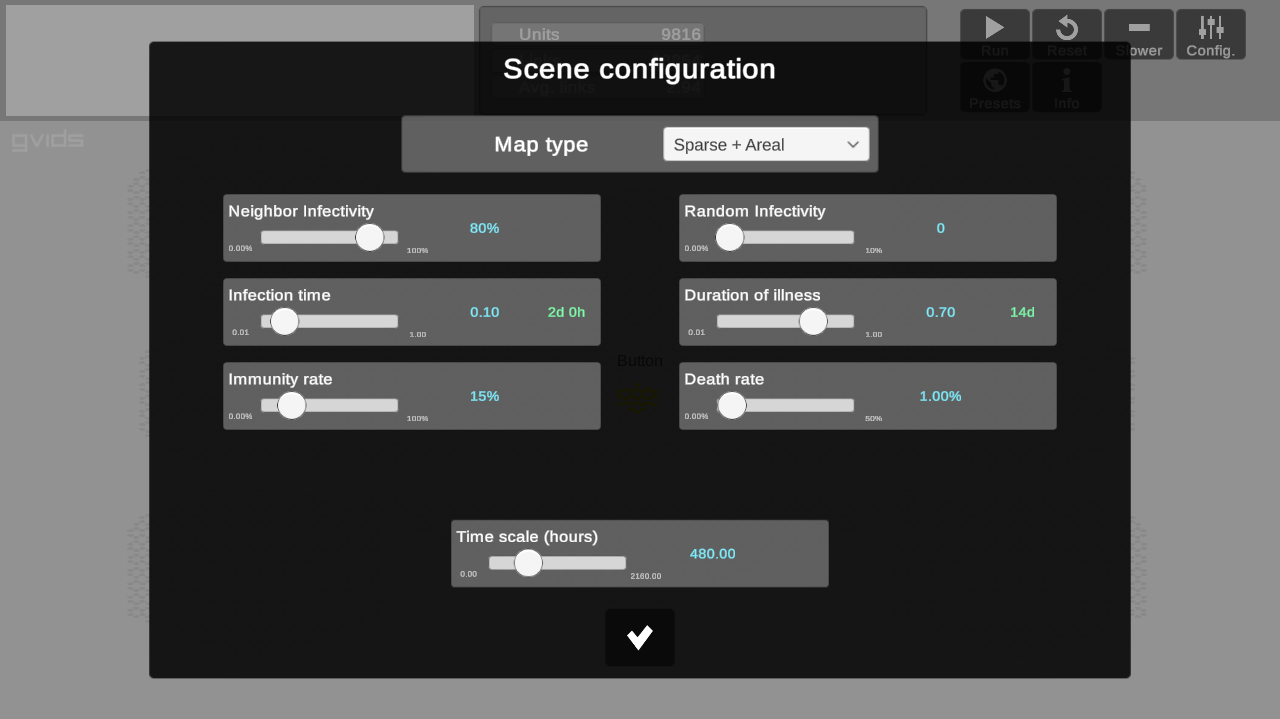 Units 9816
Run
Reset
Slower
Config.
Scene configuration
Avg. links
Presets
Info
gvids
Map type
Sparse + Areal
Neighbor Infectivity
80%
0.00%
100%
Random Infectivity
0
0.00%
10%
Infection time
0.10
2d 0h
0.01
1.00
Duration of illness
0.70
14d
0.01
1.00
Button
Immunity rate
15%
0.00%
100%
Death rate
1.00%
0.00%
50%
Time scale (hours)
480.00
0.00
2160.00